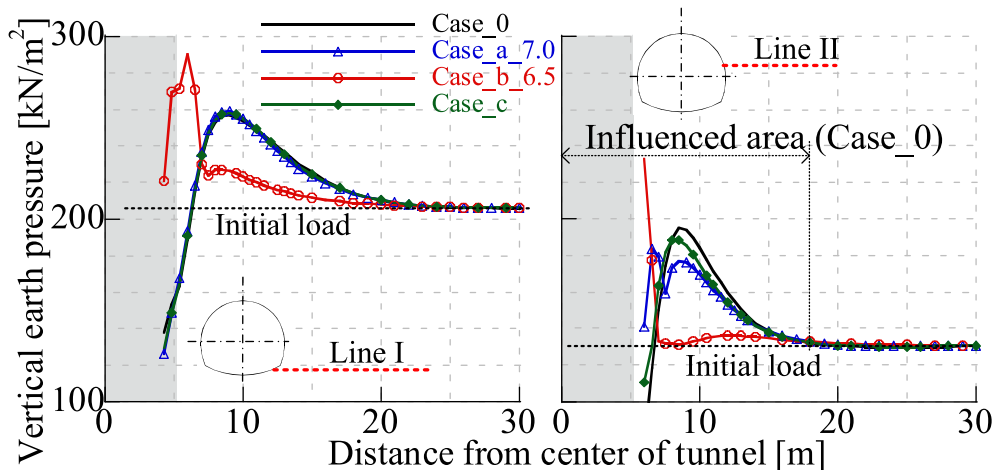 Vertical earth pressure [kN/m²]
300
200
100
Case_0
Case_a_7.0
Case_b_6.5
Case_c
Initial load
Line I
0
10
20
30
Line II
Influenced area (Case_0)
Initial load
0
10
20
30
Distance from center of tunnel [m]